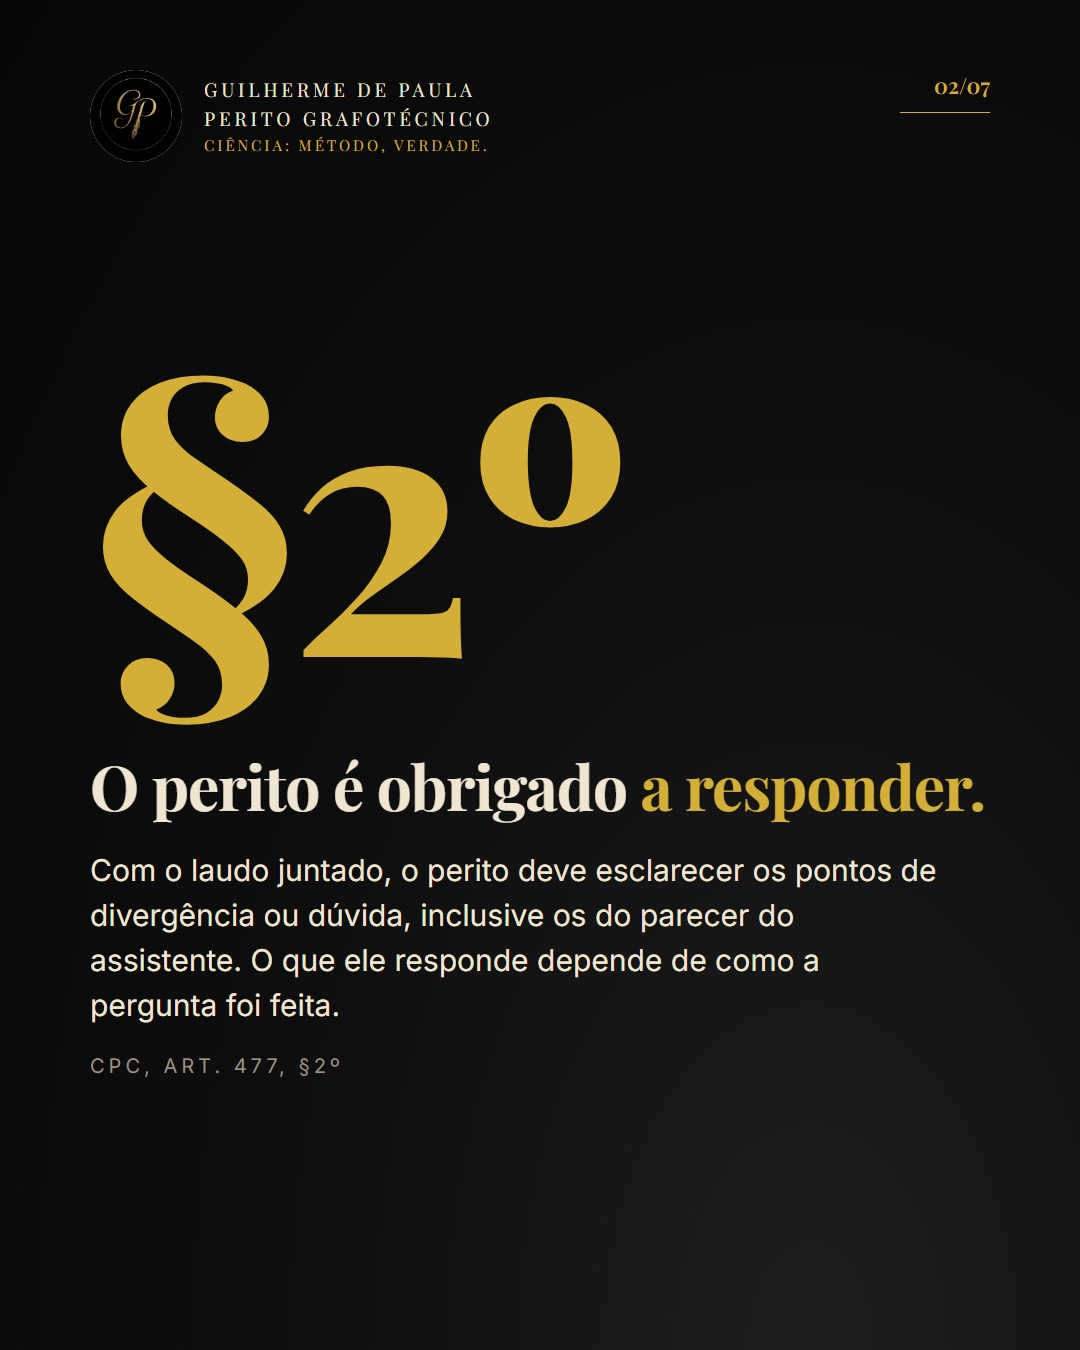 GP
GUILHERME DE PAULA
PERITO GRAFOTÉCNICO
CIÊNCIA: MÉTODO, VERDADE.
02/07
§2º
O perito é obrigado a responder.
Com o laudo juntado, o perito deve esclarecer os pontos de
divergência ou dúvida, inclusive os do parecer do
assistente. O que ele responde depende de como a
pergunta foi feita.
CPC, ART. 477, §2º